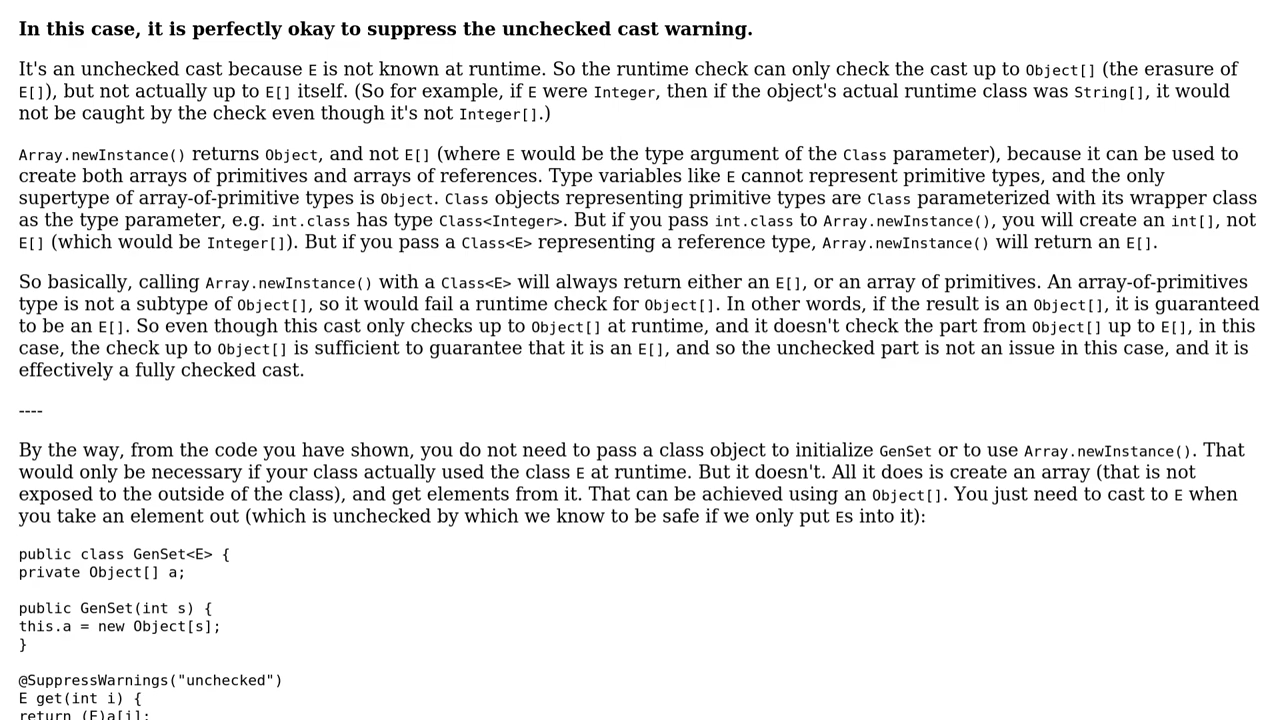 In this case, it is perfectly okay to suppress the unchecked cast warning.
It's an unchecked cast because E is not known at runtime. So the runtime check can only check the cast up to Object[] (the erasure of
E[]), but not actually up to E[] itself. (So for example, if E were Integer, then if the object's actual runtime class was String[], it would
not be caught by the check even though it's not Integer[].)
Array.newInstance() returns Object, and not E[] (where E would be the type argument of the Class parameter), because it can be used to
create both arrays of primitives and arrays of references. Type variables like E cannot represent primitive types, and the only
supertype of array-of-primitive types is Object. Class objects representing primitive types are Class parameterized with its wrapper class
as the type parameter, e.g. int.class has type Class<Integer>. But if you pass int.class to Array.newInstance(), you will create an int[], not
E[] (which would be Integer[]). But if you pass a Class<E> representing a reference type, Array.newInstance() will return an E[].
So basically, calling Array.newInstance() with a Class<E> will always return either an E[], or an array of primitives. An array-of-primitives
type is not a subtype of Object[], so it would fail a runtime check for Object[]. In other words, if the result is an Object[], it is guaranteed
to be an E[]. So even though this cast only checks up to Object[] at runtime, and it doesn't check the part from Object[] up to E[], in this
case, the check up to Object[] is sufficient to guarantee that it is an E[], and so the unchecked part is not an issue in this case, and it is
effectively a fully checked cast.
----
By the way, from the code you have shown, you do not need to pass a class object to initialize GenSet or to use Array.newInstance(). That
would only be necessary if your class actually used the class E at runtime. But it doesn't. All it does is create an array (that is not
exposed to the outside of the class), and get elements from it. That can be achieved using an Object[]. You just need to cast to E when
you take an element out (which is unchecked by which we know to be safe if we only put Es into it):
public class GenSet<E> {
private Object[] a;
public GenSet(int s) {
this.a = new Object[s];
}
@SuppressWarnings("unchecked")
E get(int i) {
return (E)a[i];